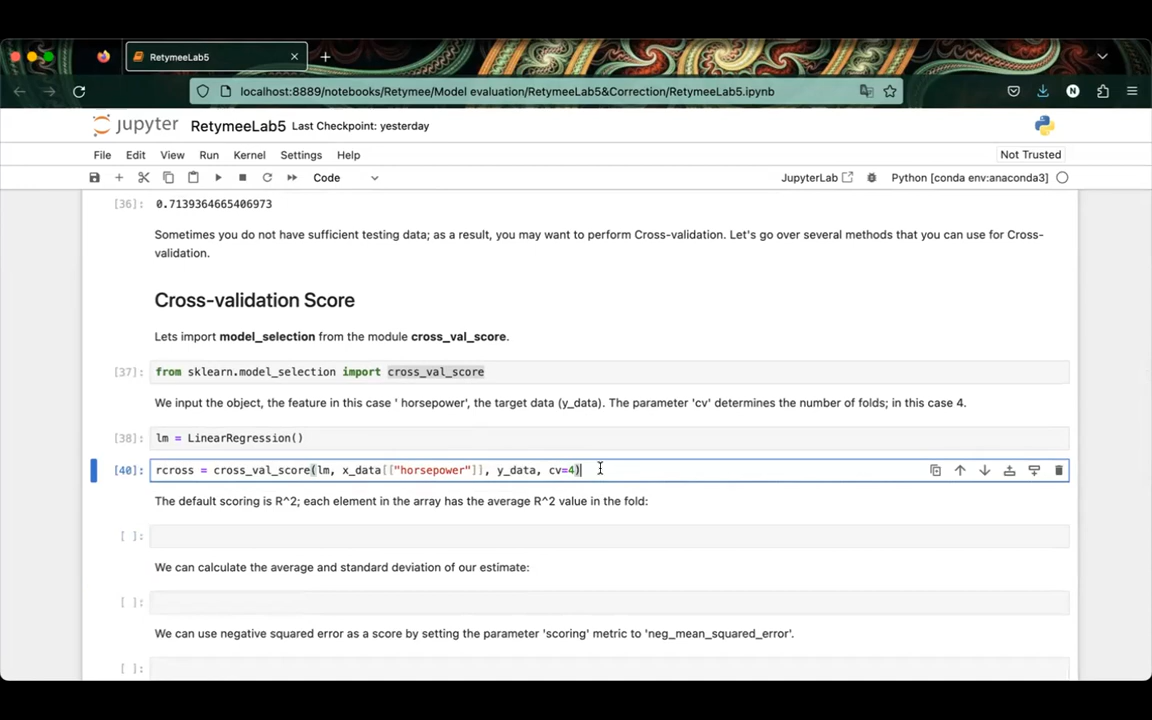 RetymeeLab5
localhost:8889/notebooks/Retymee/Model evaluation/RetymeeLab5&Correction/RetymeeLab5.ipynb
N
jupyter RetymeeLab5 Last Checkpoint: yesterday
File Edit View Run Kernel Settings Help
Not Trusted
Code
JupyterLab
Python [conda env:anaconda3]
[36]: 0.7139364665406973
Sometimes you do not have sufficient testing data; as a result, you may want to perform Cross-validation. Let's go over several methods that you can use for Cross-
validation.
Cross-validation Score
Lets import model_selection from the module cross_val_score.
[37]: from sklearn.model_selection import cross_val_score
We input the object, the feature in this case ' horsepower', the target data (y_data). The parameter 'cv' determines the number of folds; in this case 4.
[38]: lm = LinearRegression()
[40]: rcross = cross_val_score(lm, x_data[["horsepower"]], y_data, cv=4)
The default scoring is R^2; each element in the array has the average R^2 value in the fold:
[ ]:
We can calculate the average and standard deviation of our estimate:
[ ]:
We can use negative squared error as a score by setting the parameter 'scoring' metric to 'neg_mean_squared_error'.
[ ]: